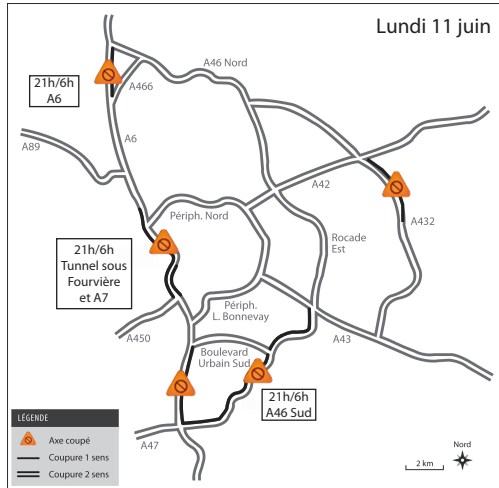 Lundi 11 juin
A46 Nord
21h/6h
A6
A466
A6
A89
A42
Périph. Nord
A432
Rocade
Est
21h/6h
Tunnel sous
Fourvière
et A7
Périph.
L. Bonnevay
A450
A43
Boulevard
Urbain Sud
21h/6h
A46 Sud
A47
LÉGENDE
Axe coupé
Coupure 1 sens
Coupure 2 sens
Nord
2 km